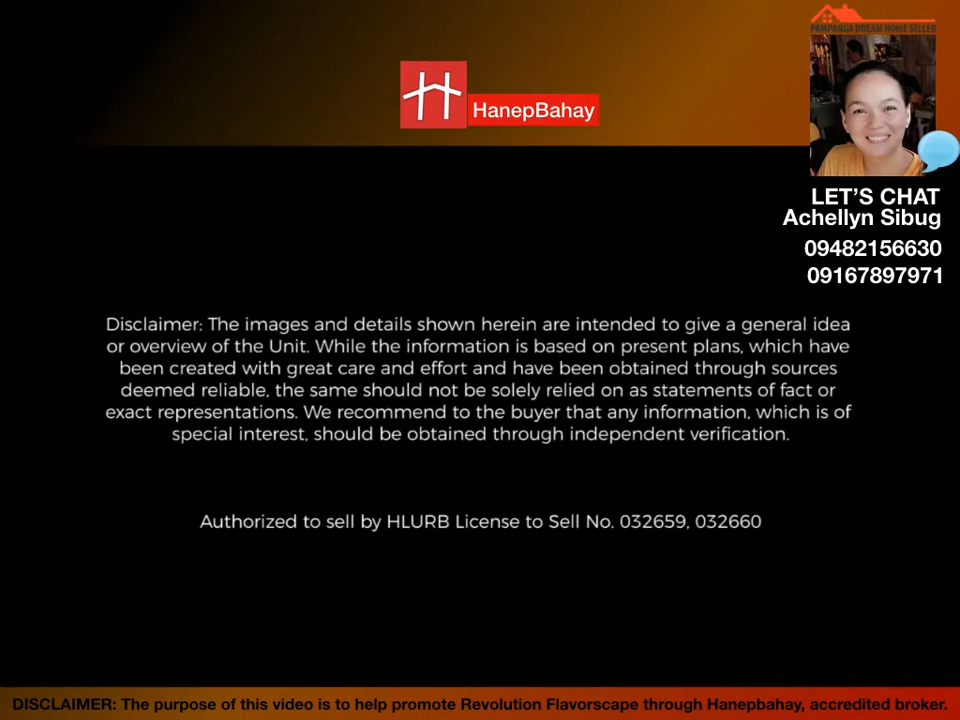 PAMPANGA DREAM HOME SELLER
HanepBahay
LET'S CHAT
Achellyn Sibug
09482156630
09167897971
Disclaimer: The images and details shown herein are intended to give a general idea
or overview of the Unit. While the information is based on present plans, which have
been created with great care and effort and have been obtained through sources
deemed reliable, the same should not be solely relied on as statements of fact or
exact representations. We recommend to the buyer that any information, which is of
special interest, should be obtained through independent verification.
Authorized to sell by HLURB License to Sell No. 032659, 032660
DISCLAIMER: The purpose of this video is to help promote Revolution Flavorscape through Hanepbahay, accredited broker.